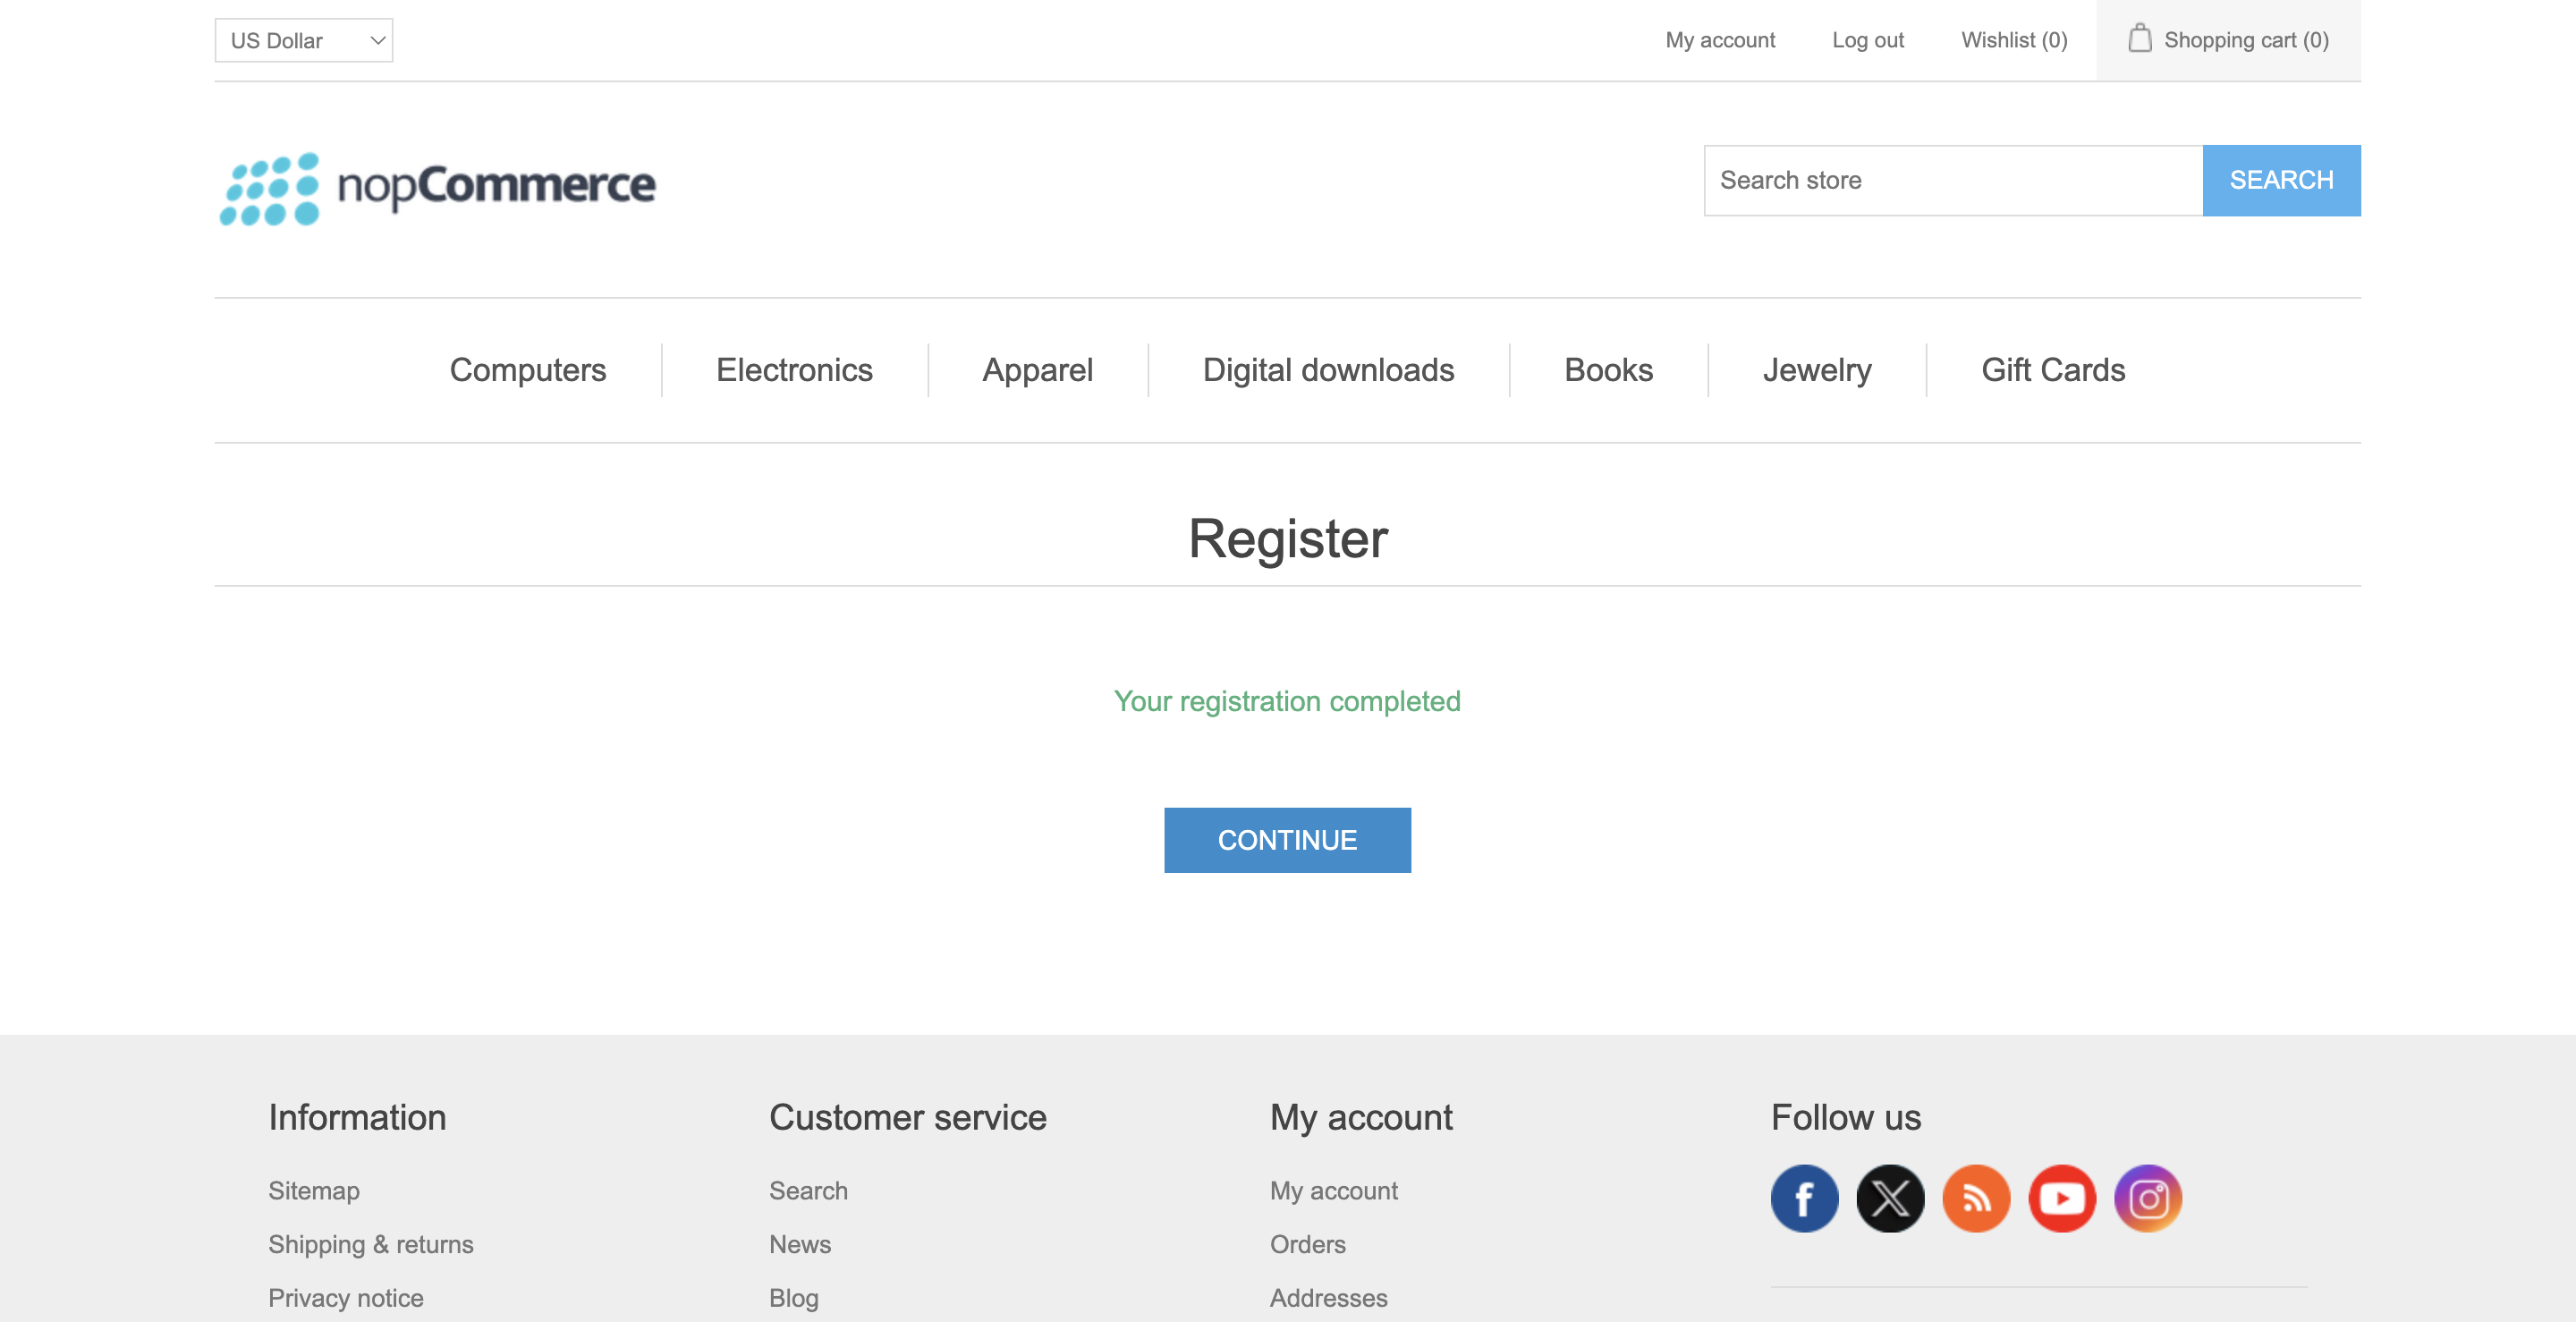 US Dollar
My account Log out Wishlist (0) Shopping cart (0)
nopCommerce
Search store SEARCH
Computers Electronics Apparel Digital downloads Books Jewelry Gift Cards
Register
Your registration completed
CONTINUE
Information Customer service My account Follow us
Sitemap Search My account
Shipping & returns News Orders
Privacy notice Blog Addresses